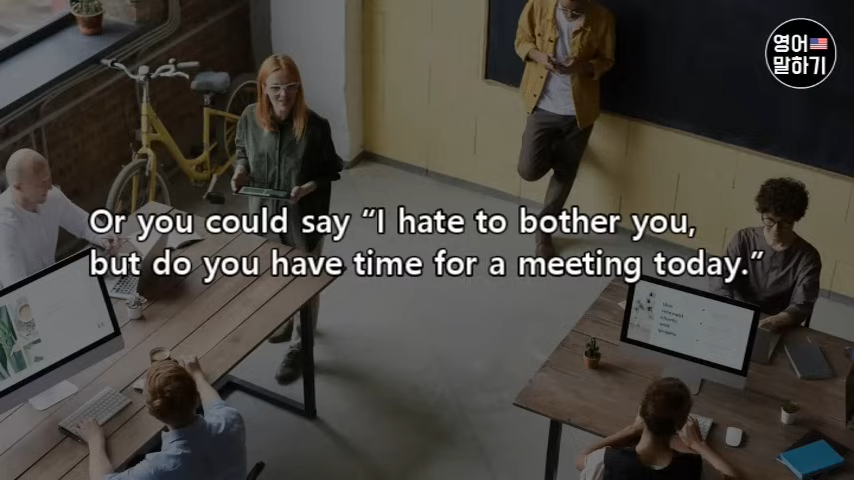 영어
말하기
Or you could say “I hate to bother you,
but do you have time for a meeting today.”